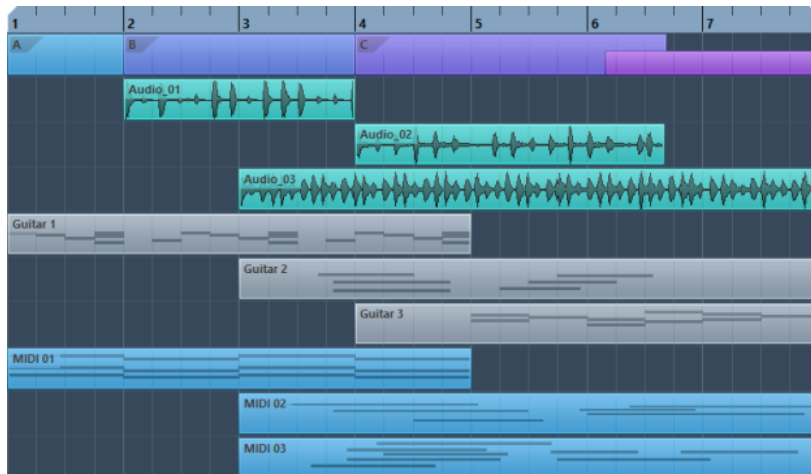 1 2 3 4 5 6 7
A B C
Audio_01
Audio_02
Audio_03
Guitar 1
Guitar 2
Guitar 3
MIDI 01
MIDI 02
MIDI 03